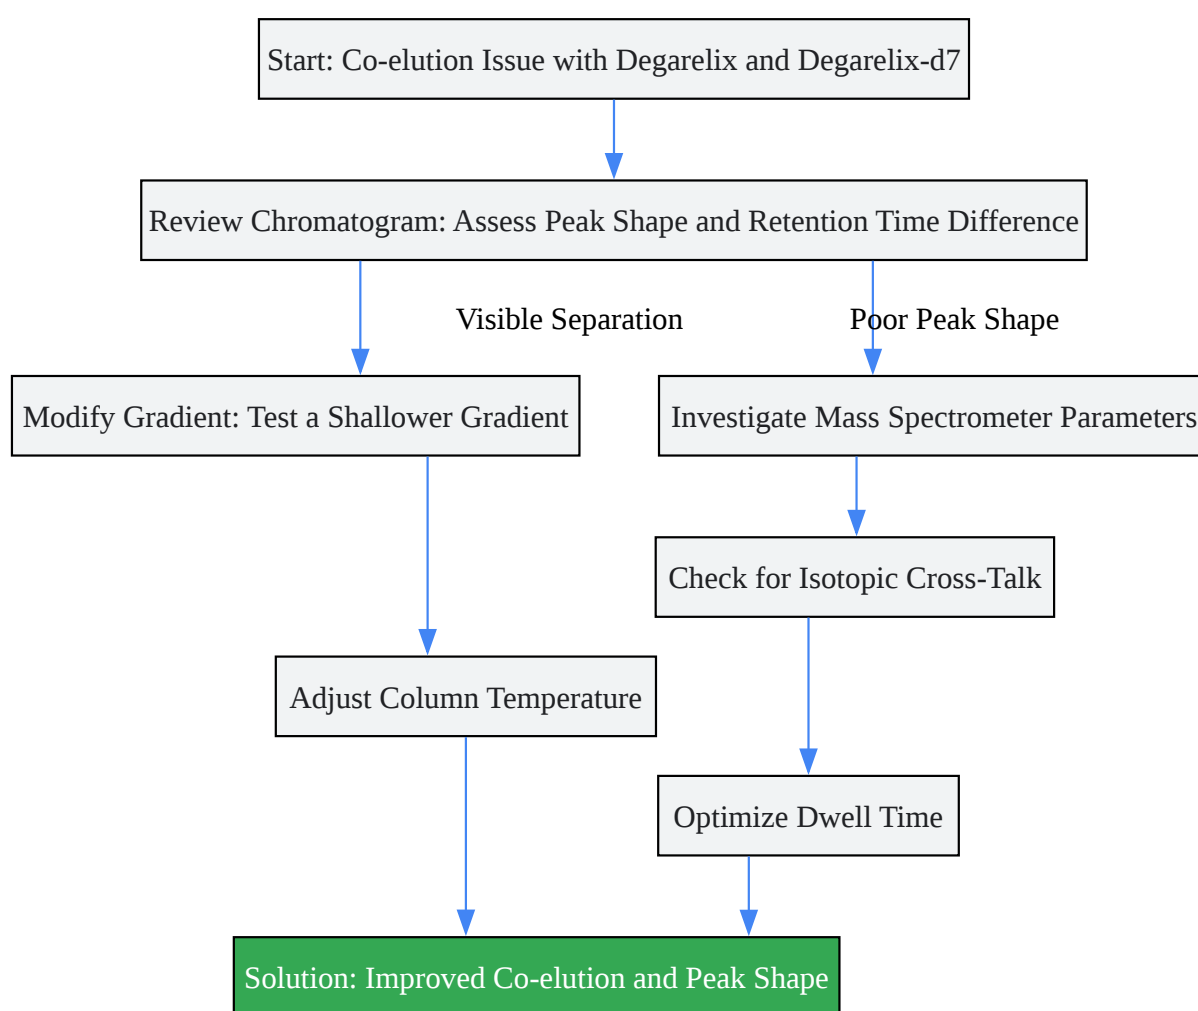 Start: Co-elution Issue with Degarelix and Degarelix-d7
Review Chromatogram: Assess Peak Shape and Retention Time Difference
Visible Separation
Poor Peak Shape
Modify Gradient: Test a Shallower Gradient
Investigate Mass Spectrometer Parameters
Check for Isotopic Cross-Talk
Adjust Column Temperature
Optimize Dwell Time
Solution: Improved Co-elution and Peak Shape